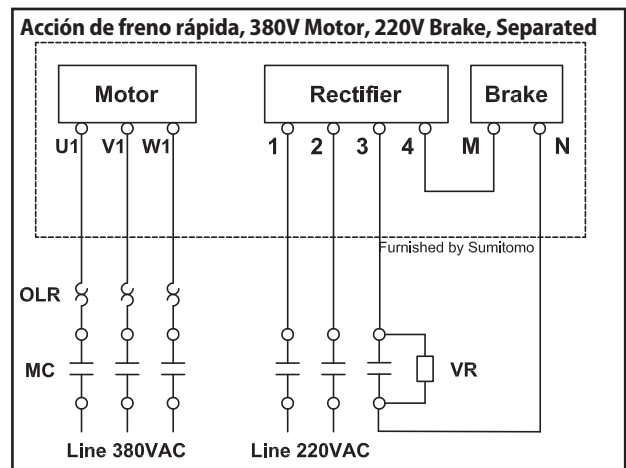 Acción de freno rápida, 380V Motor, 220V Brake, Separated
Motor Rectifier Brake
U1 V1 W1 1 2 3 4 M N
Furnished by Sumitomo
OLR
MC VR
Line 380VAC Line 220VAC